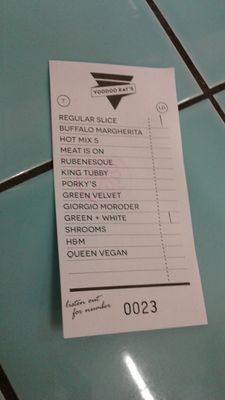 VOODOO RAY'S
T LG
REGULAR SLICE
BUFFALO MARGHERITA
HOT MIX 5
MEAT IS ON
RUBENESQUE
KING TUBBY
PORKY'S
GREEN VELVET
GIORGIO MORODER
GREEN + WHITE
SHROOMS
H&M
QUEEN VEGAN
listen out
for number 0023